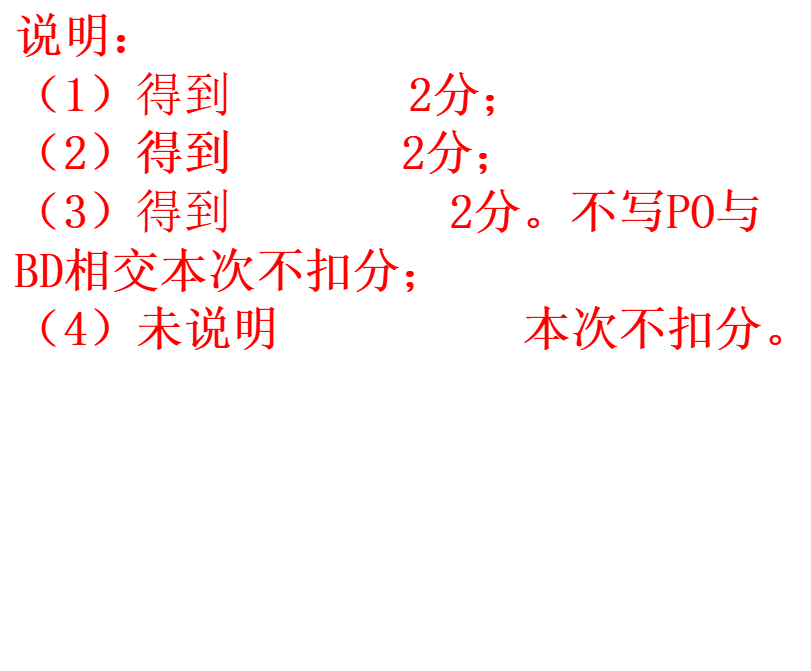 说明：
（1）得到 2分；
（2）得到 2分；
（3）得到 2分。不写PO与
BD相交本次不扣分；
（4）未说明 本次不扣分。